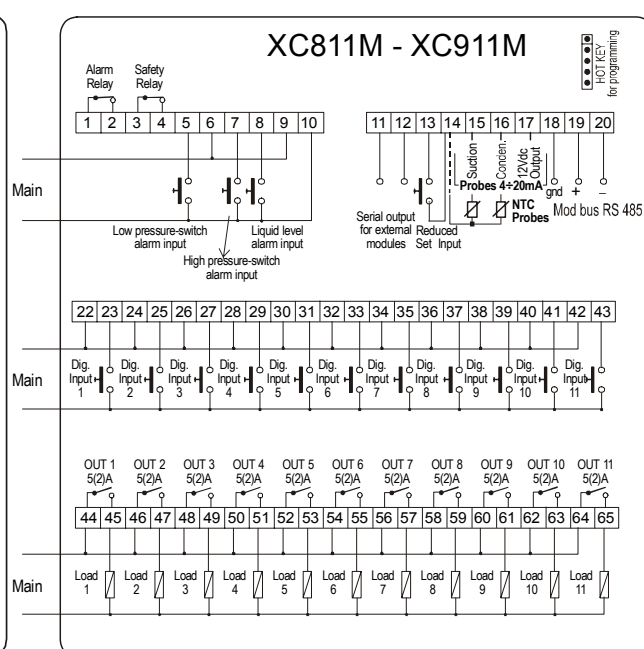 XC811M - XC911M
HOT KEY
for programming
Alarm
Relay
Safety
Relay
1 2 3 4 5 6 7 8 9 10
11 12 13 14 15 16 17 18 19 20
Suction
Conden.
12Vdc
Output
Probes 4÷20mA
gnd + −
NTC
Probes
Mod bus RS 485
Main
Serial output
for external
modules
Reduced
Set Input
Low pressure-switch
alarm input
Liquid level
alarm input
High pressure-switch
alarm input
22 23 24 25 26 27 28 29 30 31 32 33 34 35 36 37 38 39 40 41 42 43
Main
Dig.
Input
1
Dig.
Input
2
Dig.
Input
3
Dig.
Input
4
Dig.
Input
5
Dig.
Input
6
Dig.
Input
7
Dig.
Input
8
Dig.
Input
9
Dig.
Input
10
Dig.
Input
11
OUT 1 OUT 2 OUT 3 OUT 4 OUT 5 OUT 6 OUT 7 OUT 8 OUT 9 OUT 10 OUT 11
5(2)A 5(2)A 5(2)A 5(2)A 5(2)A 5(2)A 5(2)A 5(2)A 5(2)A 5(2)A 5(2)A
44 45 46 47 48 49 50 51 52 53 54 55 56 57 58 59 60 61 62 63 64 65
Main
Load Load Load Load Load Load Load Load Load Load Load
1 2 3 4 5 6 7 8 9 10 11